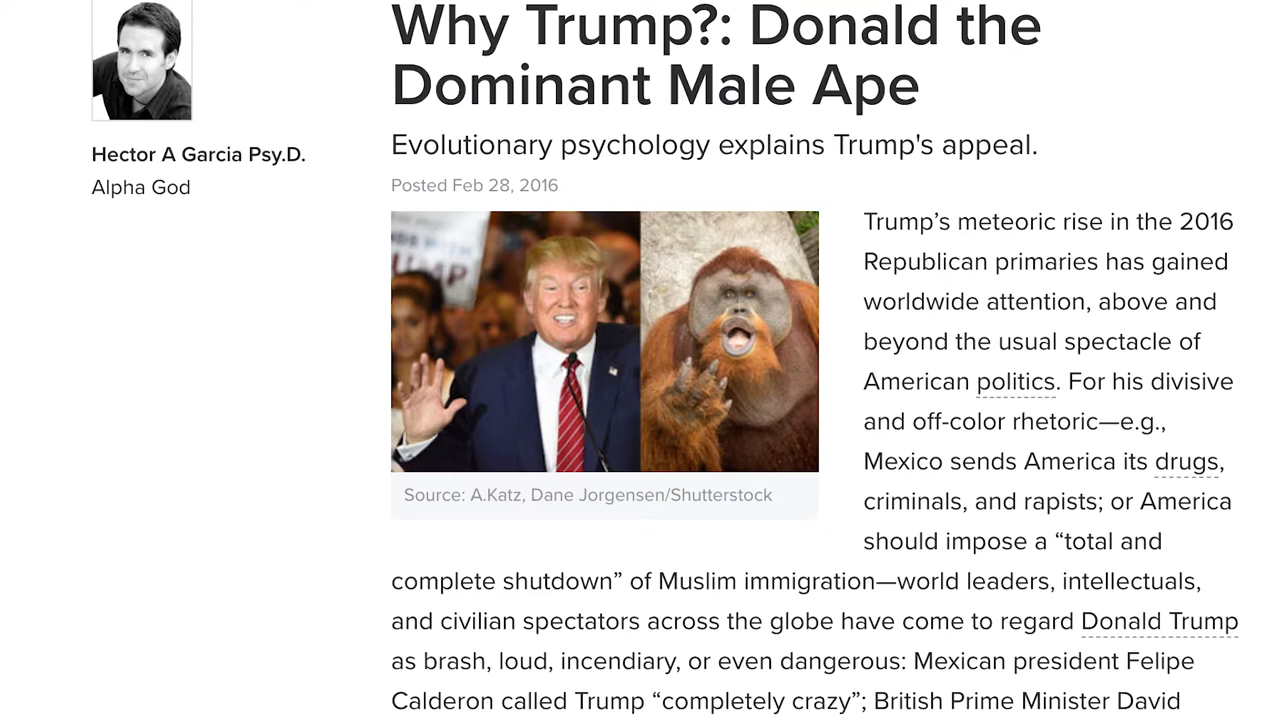 Why Trump?: Donald the
Dominant Male Ape
Evolutionary psychology explains Trump's appeal.
Posted Feb 28, 2016
Hector A Garcia Psy.D.
Alpha God
UMP
Source: A.Katz, Dane Jorgensen/Shutterstock
Trump’s meteoric rise in the 2016
Republican primaries has gained
worldwide attention, above and
beyond the usual spectacle of
American politics. For his divisive
and off-color rhetoric—e.g.,
Mexico sends America its drugs,
criminals, and rapists; or America
should impose a “total and
complete shutdown” of Muslim immigration—world leaders, intellectuals,
and civilian spectators across the globe have come to regard Donald Trump
as brash, loud, incendiary, or even dangerous: Mexican president Felipe
Calderon called Trump “completely crazy”; British Prime Minister David